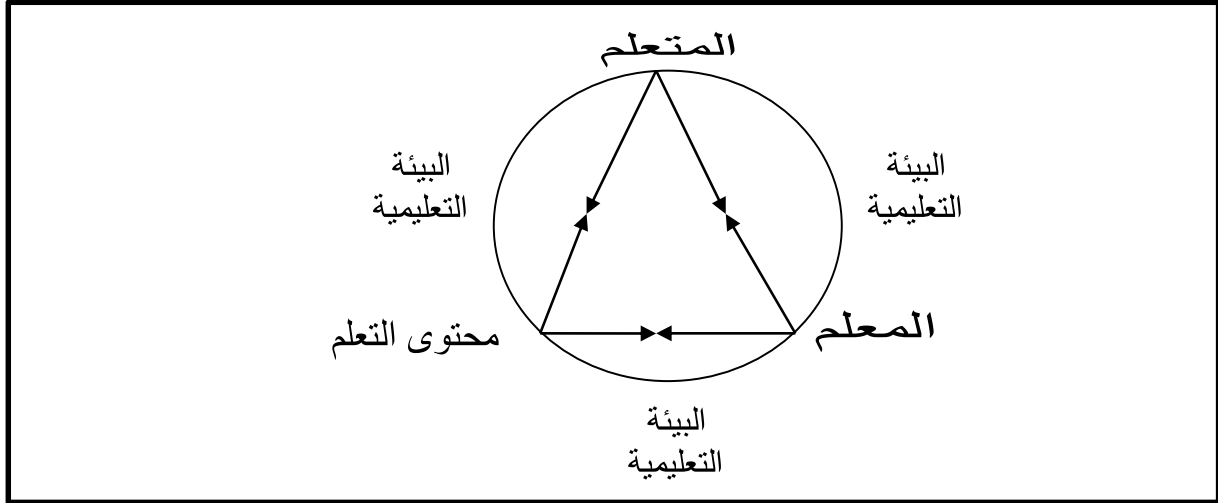 المتعلم
البيئة
التعليمية
البيئة
التعليمية
المعلم
محتوى التعلم
البيئة
التعليمية